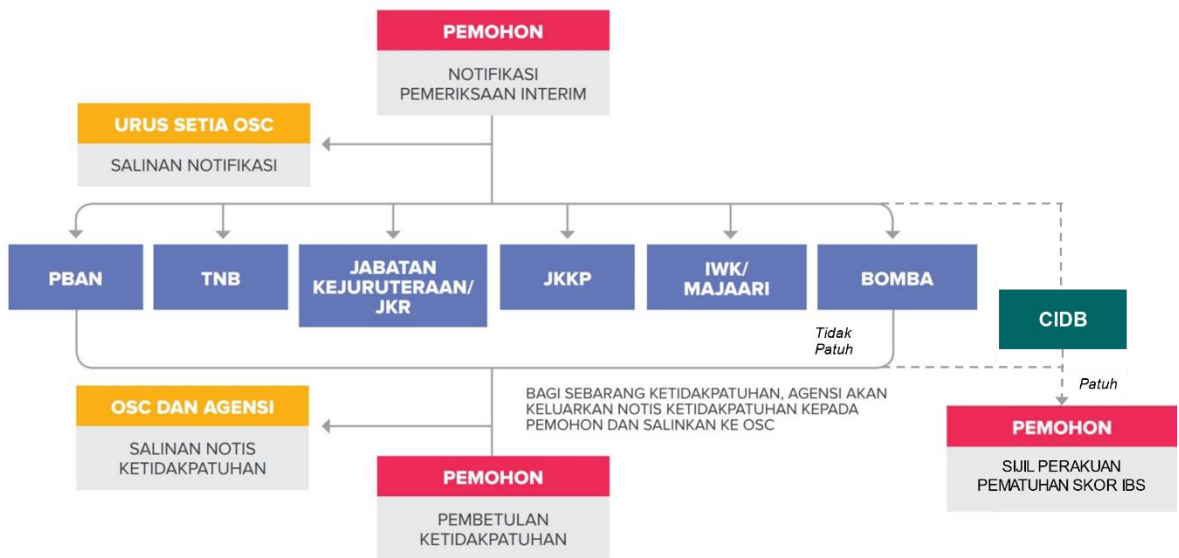 PEMOHON
NOTIFIKASI
PEMERIKSAAN INTERIM
URUS SETIA OSC
SALINAN NOTIFIKASI
PBAN
TNB
JABATAN
KEJURUTERAAN/
JKR
JKKP
IWK/
MAJAARI
BOMBA
CIDB
Tidak
Patuh
Patuh
BAGI SEBARANG KETIDAKPATUHAN, AGENSI AKAN
KELUARKAN NOTIS KETIDAKPATUHAN KEPADA
PEMOHON DAN SALINKAN KE OSC
OSC DAN AGENSI
SALINAN NOTIS
KETIDAKPATUHAN
PEMOHON
PEMBETULAN
KETIDAKPATUHAN
PEMOHON
SIJIL PERAKUAN
PEMATUHAN SKOR IBS